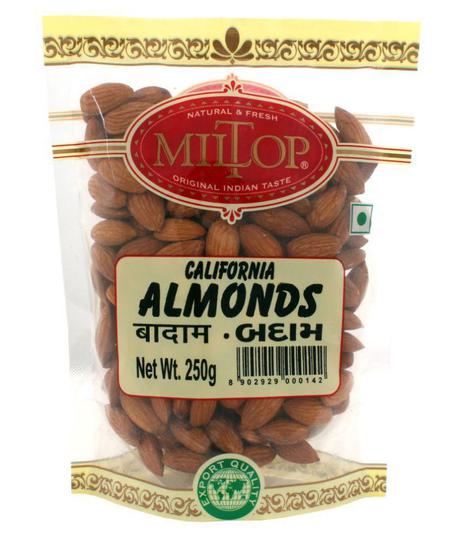 NATURAL & FRESH
MILTOP®
ORIGINAL INDIAN TASTE
CALIFORNIA
ALMONDS
बादाम · બદામ
Net Wt. 250g
8 902929 000142
EXPORT QUALITY